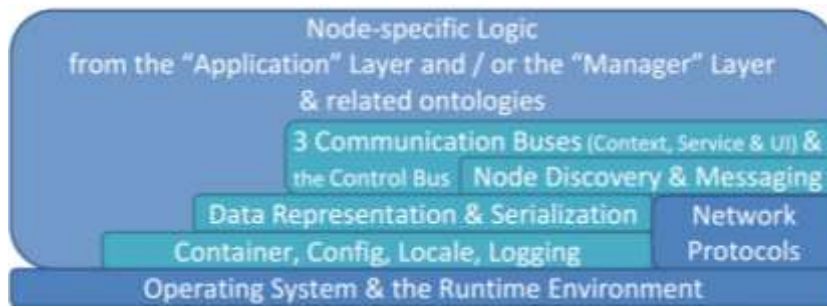 Node-specific Logic
from the “Application” Layer and / or the “Manager” Layer
& related ontologies
3 Communication Buses (Context, Service & UI) &
the Control Bus
Node Discovery & Messaging
Data Representation & Serialization
Network
Protocols
Container, Config, Locale, Logging
Operating System & the Runtime Environment